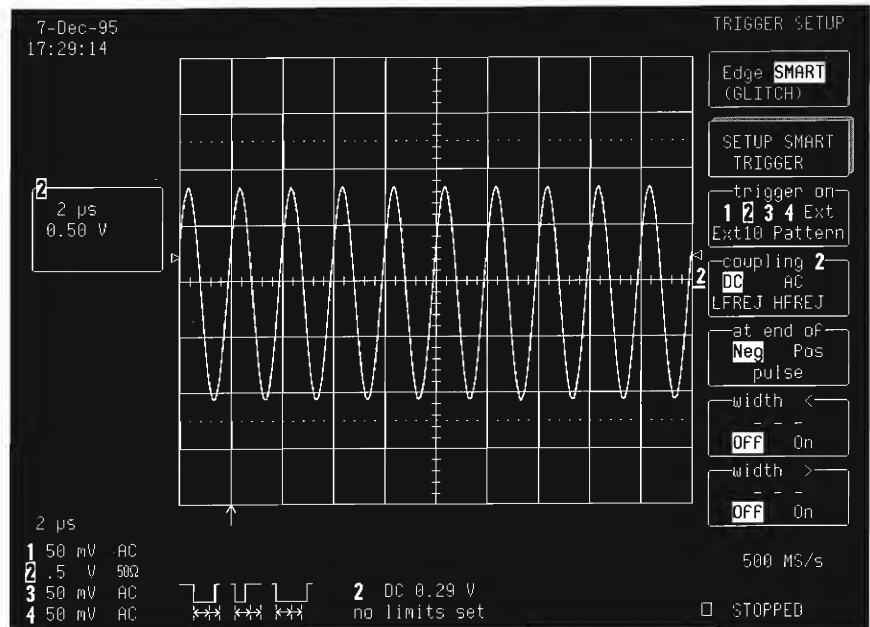 7-Dec-95
17:29:14
2
2 µs
0.50 V
2
TRIGGER SETUP
Edge SMART
(GLITCH)
SETUP SMART
TRIGGER
trigger on
1 2 3 4 Ext
Ext10 Pattern
coupling 2
DC AC
LFREJ HFREJ
at end of
Neg Pos
pulse
width <
- - -
Off On
width >
- - -
Off On
2 µs
1 50 mV AC
2 .5 V 50Ω
3 50 mV AC
4 50 mV AC
2 DC 0.29 V
no limits set
500 MS/s
STOPPED